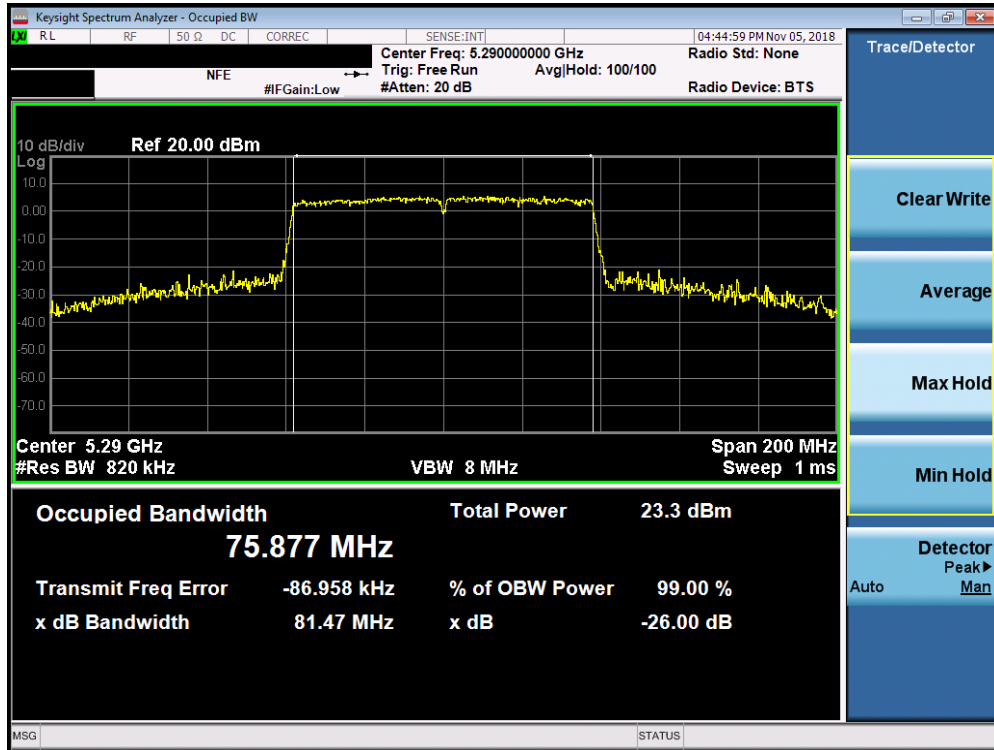 Keysight Spectrum Analyzer - Occupied BW
LXI RL RF 50 Ω DC CORREC SENSE:INT 04:44:59 PM Nov 05, 2018
Center Freq: 5.290000000 GHz Radio Std: None
NFE Trig: Free Run Avg|Hold: 100/100
#IFGain:Low #Atten: 20 dB Radio Device: BTS
Trace/Detector
10 dB/div Ref 20.00 dBm
Log
10.0
0.00
-10.0
-20.0
-30.0
-40.0
-50.0
-60.0
-70.0
Center 5.29 GHz Span 200 MHz
#Res BW 820 kHz VBW 8 MHz Sweep 1 ms
Occupied Bandwidth Total Power 23.3 dBm
75.877 MHz
Transmit Freq Error -86.958 kHz % of OBW Power 99.00 %
x dB Bandwidth 81.47 MHz x dB -26.00 dB
Clear Write
Average
Max Hold
Min Hold
Detector
Peak▶
Auto Man
MSG STATUS